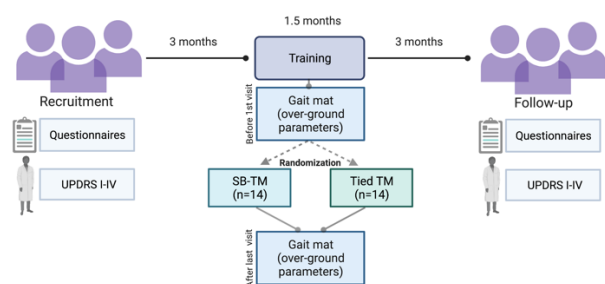 1.5 months
3 months
3 months
Training
Recruitment
Follow-up
Before 1st visit
Gait mat
(over-ground
parameters)
Questionnaires
Questionnaires
Randomization
UPDRS I-IV
SB-TM
(n=14)
Tied TM
(n=14)
UPDRS I-IV
After last visit
Gait mat
(over-ground
parameters)